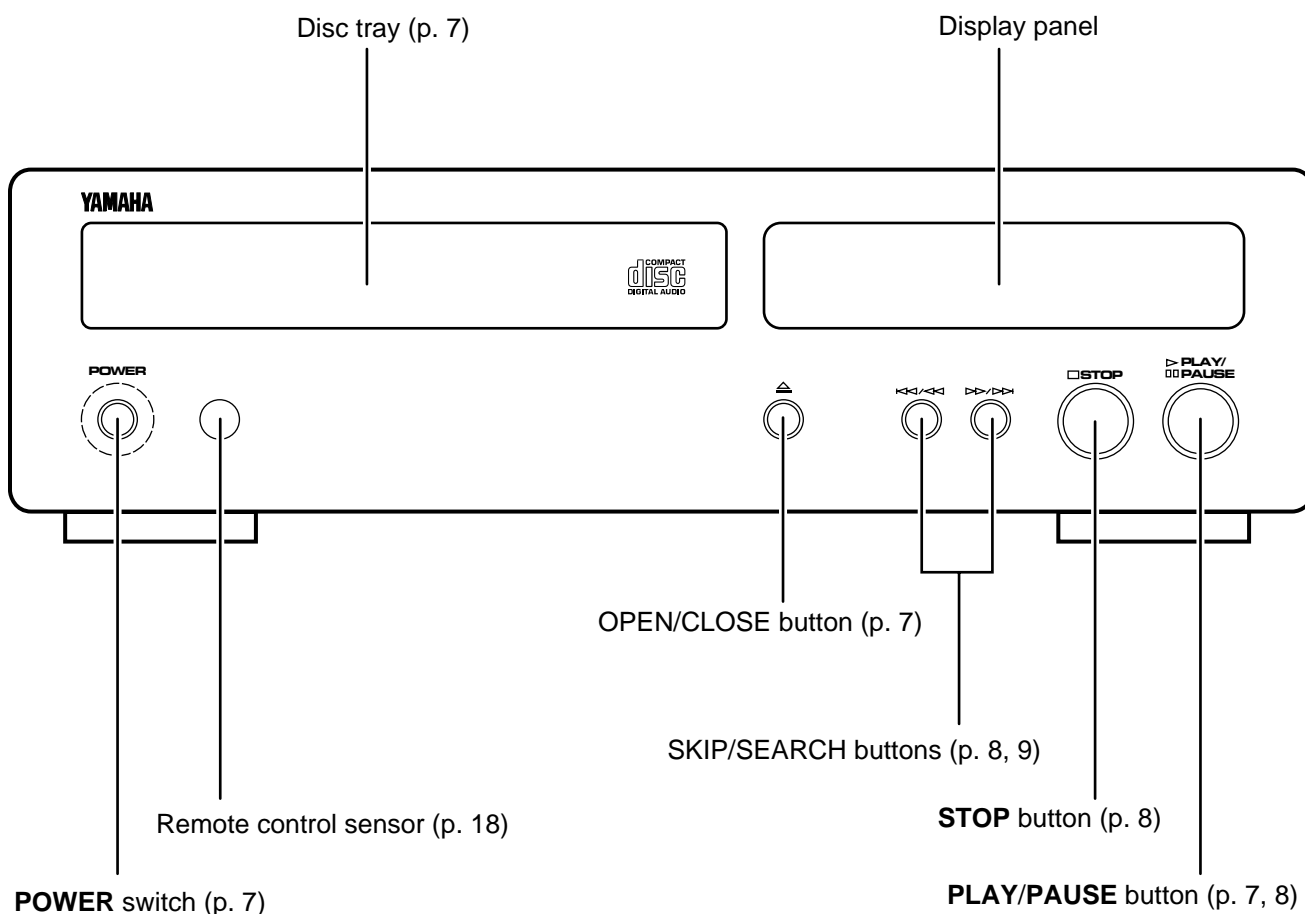 Disc tray (p. 7)
Display panel
YAMAHA
COMPACT
disc
DIGITAL AUDIO
POWER
STOP
PLAY/
PAUSE
OPEN/CLOSE button (p. 7)
SKIP/SEARCH buttons (p. 8, 9)
Remote control sensor (p. 18)
STOP button (p. 8)
POWER switch (p. 7)
PLAY/PAUSE button (p. 7, 8)